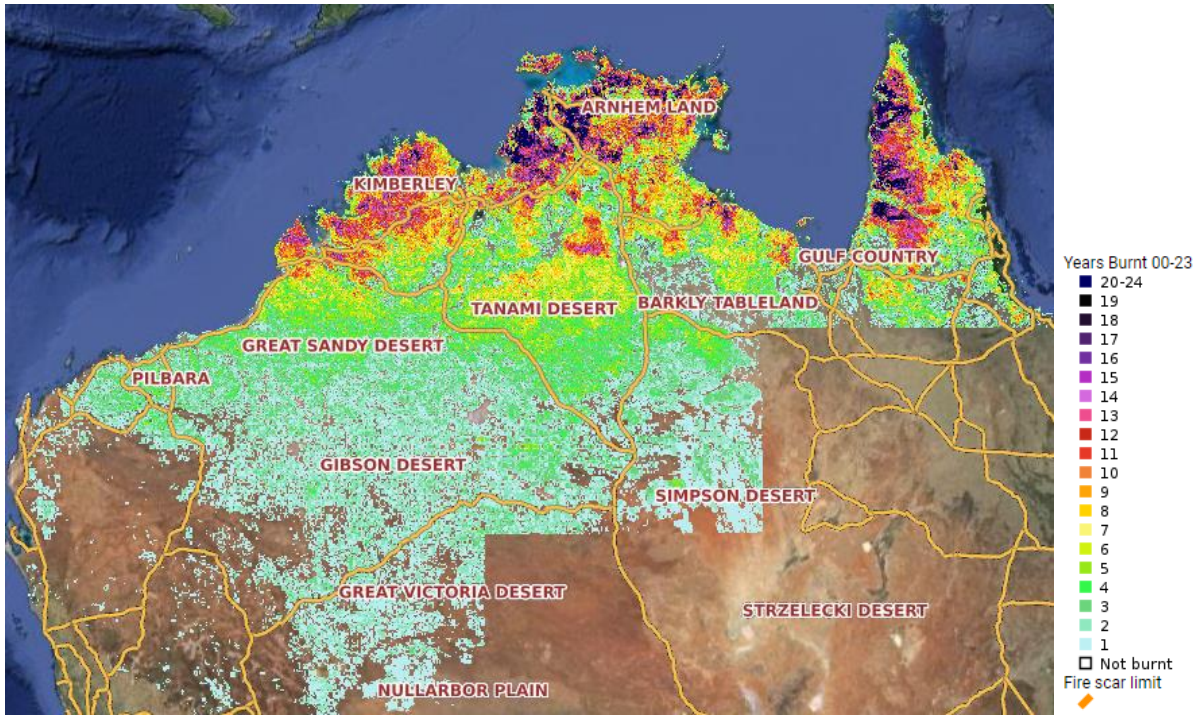 ARNHEM LAND
KIMBERLEY
GULF COUNTRY
TANAMI DESERT
BARKLY TABLELAND
GREAT SANDY DESERT
PILBARA
GIBSON DESERT
SIMPSON DESERT
GREAT VICTORIA DESERT
STRZELECKI DESERT
NULLARBOR PLAIN
Years Burnt 00-23
20-24
19
18
17
16
15
14
13
12
11
10
9
8
7
6
5
4
3
2
1
Not burnt
Fire scar limit